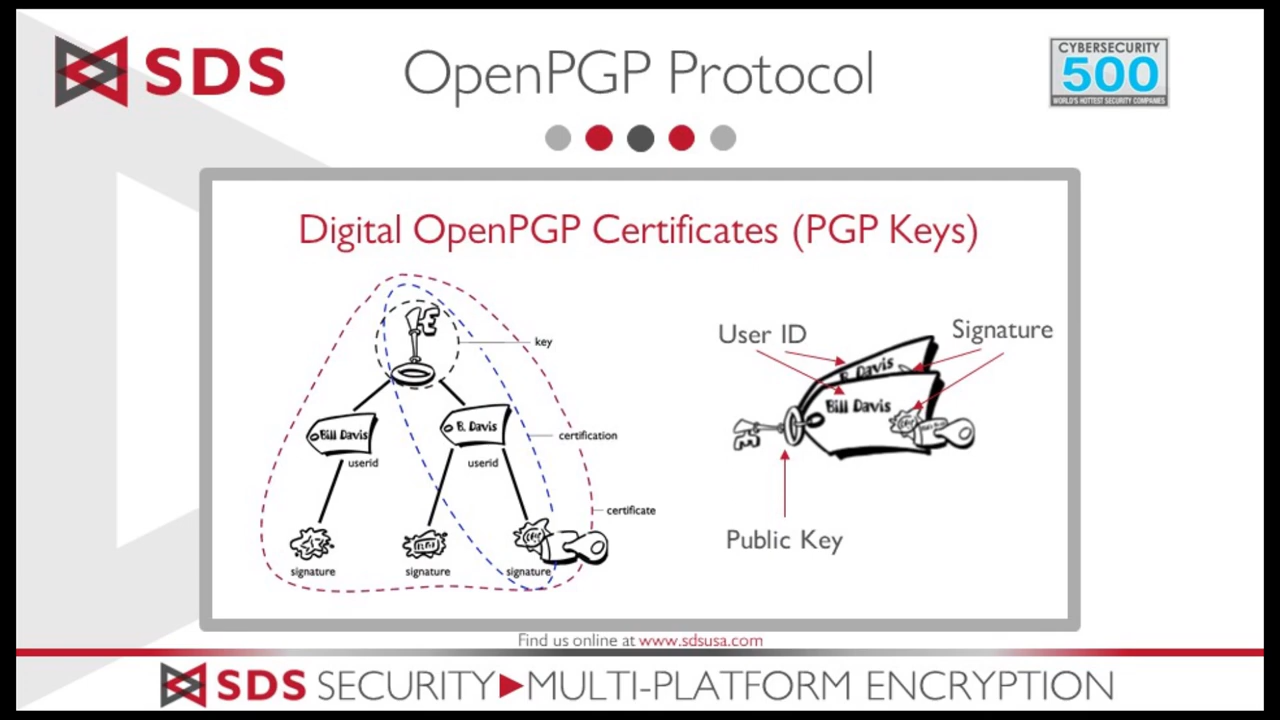 SDS
OpenPGP Protocol
CYBERSECURITY
500
WORLD'S HOTTEST SECURITY COMPANIES
Digital OpenPGP Certificates (PGP Keys)
key
Bill Davis
B. Davis
certification
userid
userid
certificate
signature
signature
signature
User ID
Signature
B. Davis
Bill Davis
Public Key
Find us online at www.sdsusa.com
SDS SECURITY▶MULTI-PLATFORM ENCRYPTION